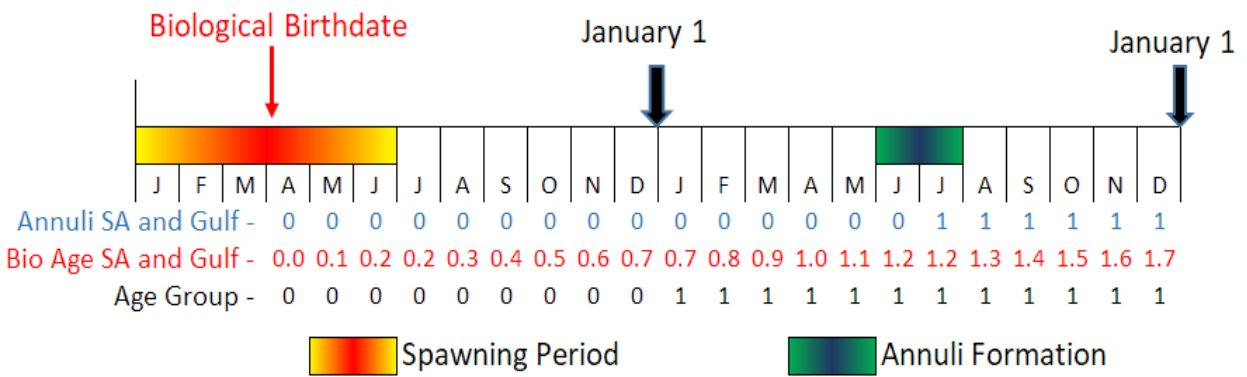 Biological Birthdate
January 1
January 1
J F M A M J J A S O N D J F M A M J J A S O N D
Annuli SA and Gulf - 0 0 0 0 0 0 0 0 0 0 0 0 0 0 0 1 1 1 1 1 1
Bio Age SA and Gulf - 0.0 0.1 0.2 0.2 0.3 0.4 0.5 0.6 0.7 0.7 0.8 0.9 1.0 1.1 1.2 1.2 1.3 1.4 1.5 1.6 1.7
Age Group - 0 0 0 0 0 0 0 0 0 1 1 1 1 1 1 1 1 1 1 1 1
Spawning Period Annuli Formation